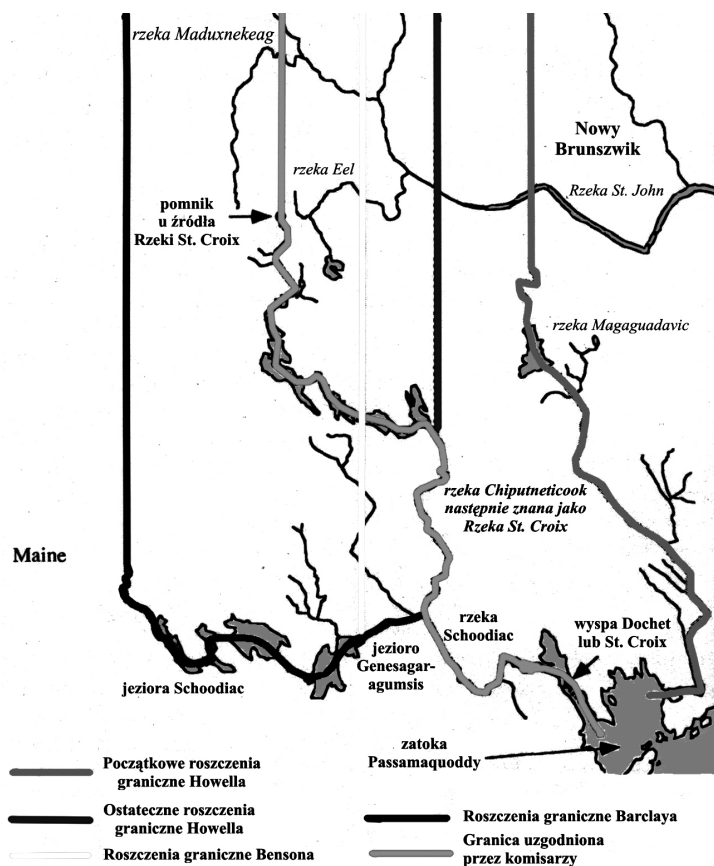 rzeka Maduxnekeag
Nowy
Brunszwik
rzeka Eel
Rzeka St. John
pomnik
u źródła
Rzeki St. Croix
rzeka Magaguadavic
rzeka Chiputneticook
następnie znana jako
Rzeka St. Croix
Maine
rzeka
Schoodiac
wyspa Dochet
lub St. Croix
jezioro
Genesagar-
agumsis
jeziora Schoodiac
zatoka
Passamaquoddy
Początkowe roszczenia
graniczne Howella
Ostateczne roszczenia
graniczne Howella
Roszczenia graniczne Bensona
Roszczenia graniczne Barclaya
Granica uzgodniona
przez komisarzy